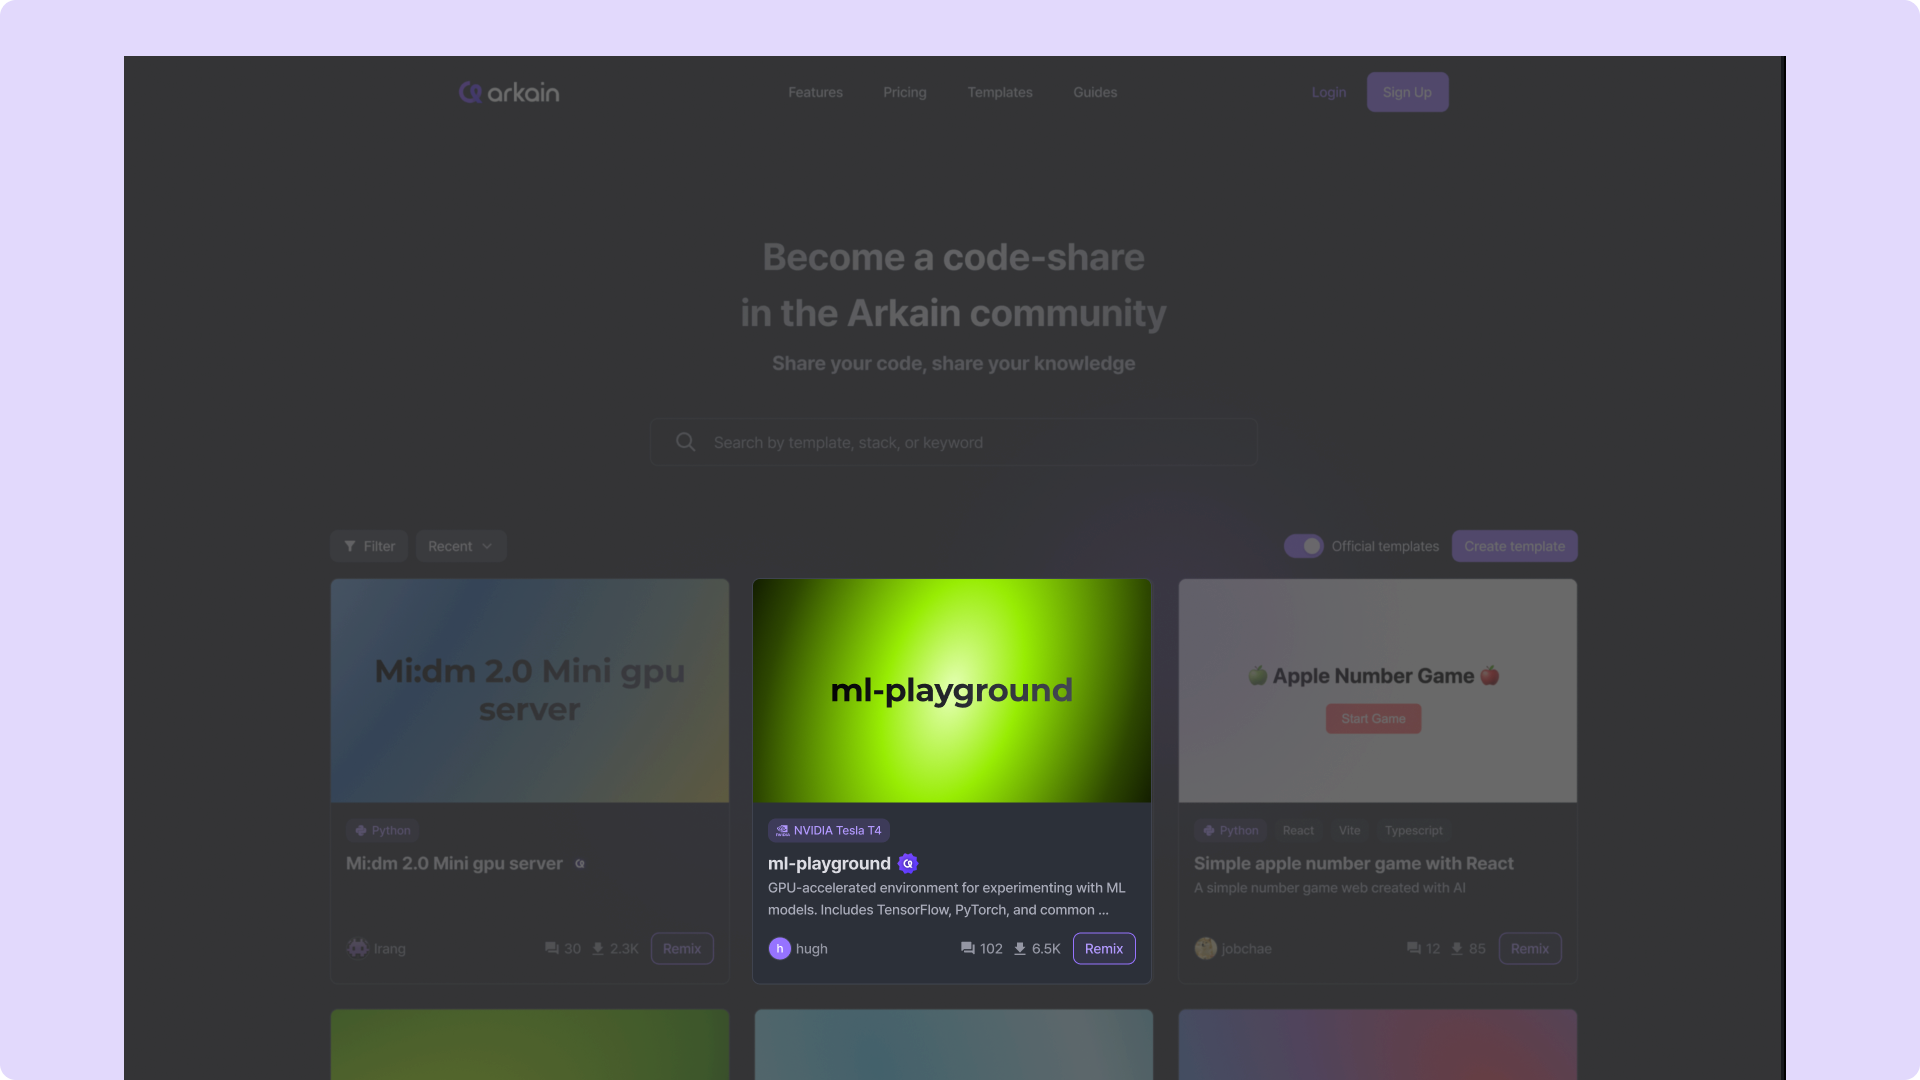 arkain
Features Pricing Templates Guides
Login Sign Up
Become a code-share
in the Arkain community
Share your code, share your knowledge
Search by template, stack, or keyword
Filter Recent
Official templates Create template
Mi:dm 2.0 Mini gpu
server
Python
Mi:dm 2.0 Mini gpu server
lrang 30 2.3K Remix
ml-playground
NVIDIA Tesla T4
ml-playground
GPU-accelerated environment for experimenting with ML
models. Includes TensorFlow, PyTorch, and common ...
h hugh 102 6.5K Remix
🍏 Apple Number Game 🍎
Start Game
Python React Vite Typescript
Simple apple number game with React
A simple number game web created with AI
jobchae 12 85 Remix